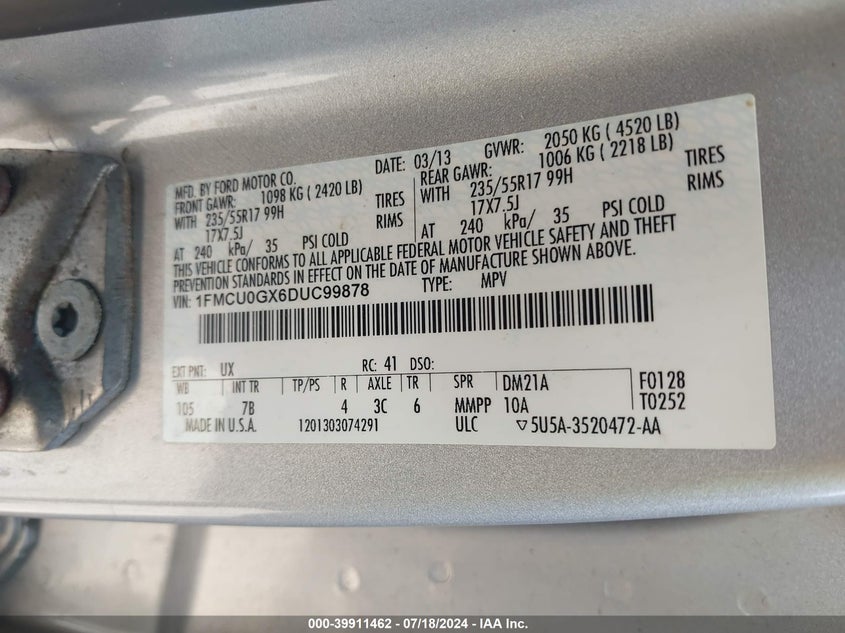 MFD. BY FORD MOTOR CO. DATE: 03/13 GVWR: 2050 KG ( 4520 LB)
FRONT GAWR: 1098 KG ( 2420 LB) REAR GAWR: 1006 KG ( 2218 LB)
WITH 235/55R17 99H TIRES WITH 235/55R17 99H TIRES
17X7.5J RIMS 17X7.5J RIMS
AT 240 kPa/ 35 PSI COLD AT 240 kPa/ 35 PSI COLD
THIS VEHICLE CONFORMS TO ALL APPLICABLE FEDERAL MOTOR VEHICLE SAFETY AND THEFT
PREVENTION STANDARDS IN EFFECT ON THE DATE OF MANUFACTURE SHOWN ABOVE.
VIN: 1FMCU0GX6DUC99878 TYPE: MPV
EXT PNT: UX RC: 41 DSO:
WB INT TR TP/PS R AXLE TR SPR DM21A F0128
105 7B 4 3C 6 MMPP 10A T0252
MADE IN U.S.A. 1201303074291 ULC ▽5U5A-3520472-AA
000-39911462 - 07/18/2024 - IAA Inc.